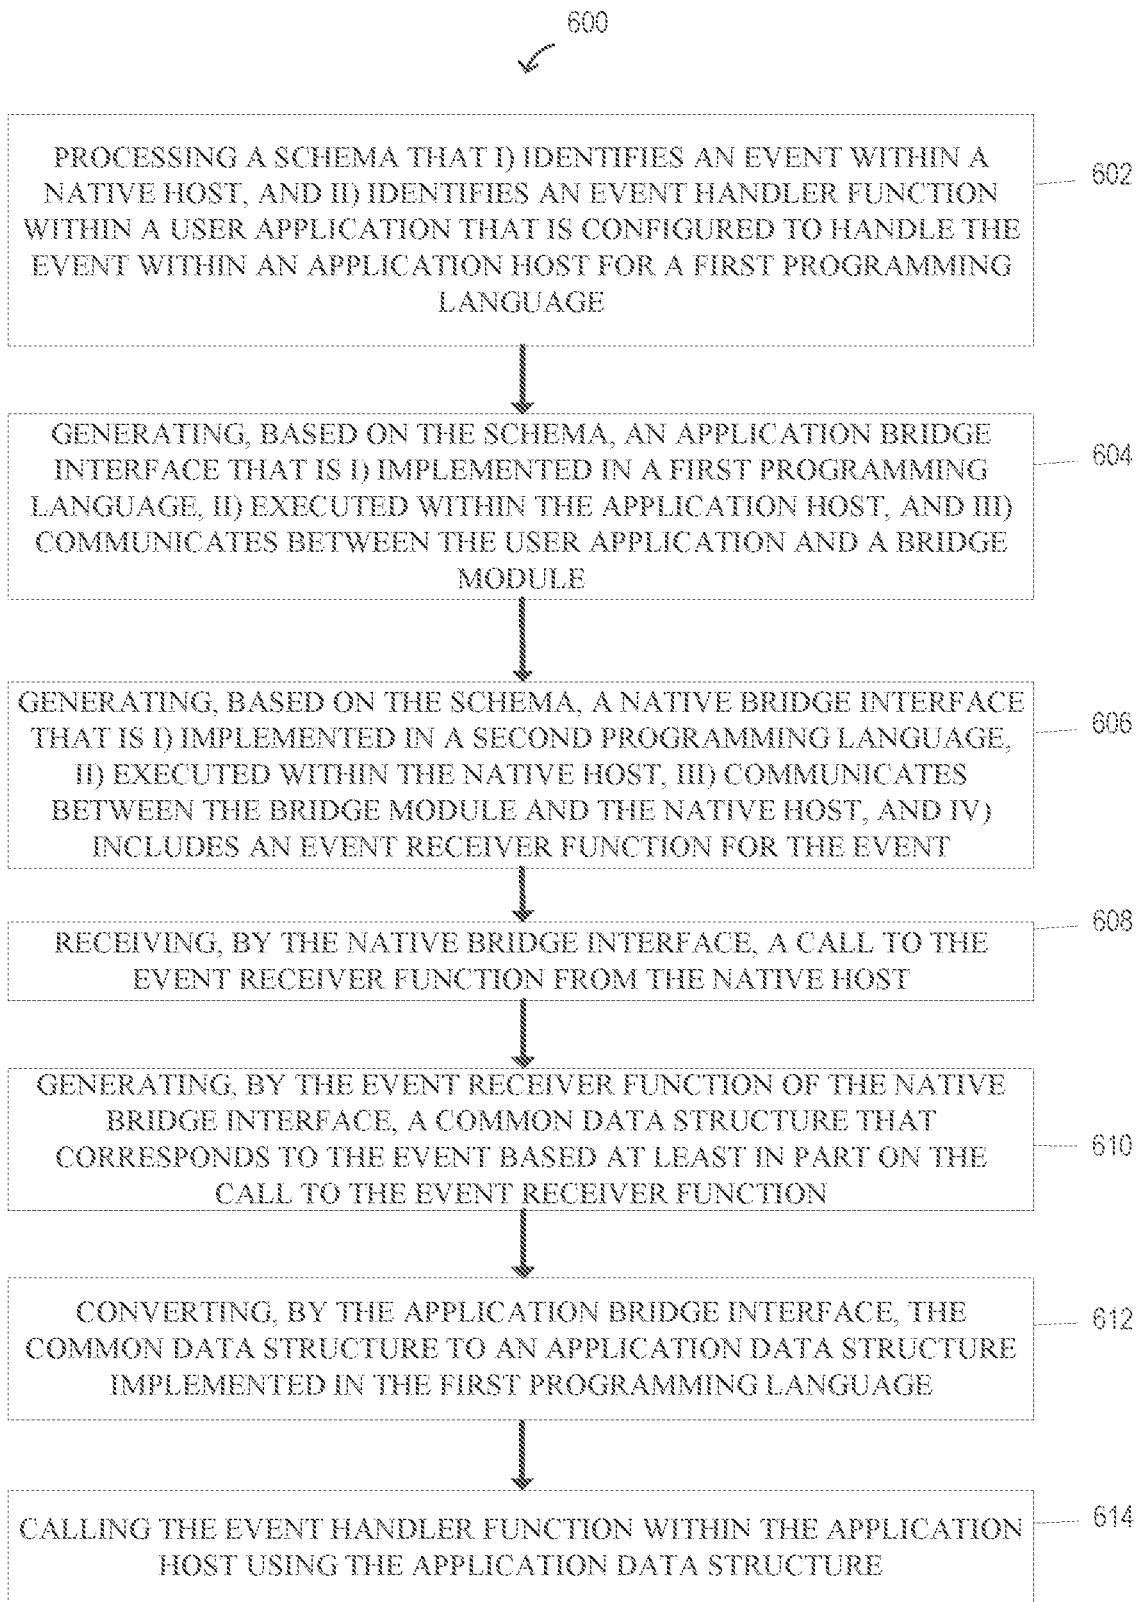 600
PROCESSING A SCHEMA THAT I) IDENTIFIES AN EVENT WITHIN A
NATIVE HOST, AND II) IDENTIFIES AN EVENT HANDLER FUNCTION
WITHIN A USER APPLICATION THAT IS CONFIGURED TO HANDLE THE
EVENT WITHIN AN APPLICATION HOST FOR A FIRST PROGRAMMING
LANGUAGE
602
GENERATING, BASED ON THE SCHEMA, AN APPLICATION BRIDGE
INTERFACE THAT IS I) IMPLEMENTED IN A FIRST PROGRAMMING
LANGUAGE, II) EXECUTED WITHIN THE APPLICATION HOST, AND III)
COMMUNICATES BETWEEN THE USER APPLICATION AND A BRIDGE
MODULE
604
GENERATING, BASED ON THE SCHEMA, A NATIVE BRIDGE INTERFACE
THAT IS I) IMPLEMENTED IN A SECOND PROGRAMMING LANGUAGE,
II) EXECUTED WITHIN THE NATIVE HOST, III) COMMUNICATES
BETWEEN THE BRIDGE MODULE AND THE NATIVE HOST, AND IV)
INCLUDES AN EVENT RECEIVER FUNCTION FOR THE EVENT
606
RECEIVING, BY THE NATIVE BRIDGE INTERFACE, A CALL TO THE
EVENT RECEIVER FUNCTION FROM THE NATIVE HOST
608
GENERATING, BY THE EVENT RECEIVER FUNCTION OF THE NATIVE
BRIDGE INTERFACE, A COMMON DATA STRUCTURE THAT
CORRESPONDS TO THE EVENT BASED AT LEAST IN PART ON THE
CALL TO THE EVENT RECEIVER FUNCTION
610
CONVERTING, BY THE APPLICATION BRIDGE INTERFACE, THE
COMMON DATA STRUCTURE TO AN APPLICATION DATA STRUCTURE
IMPLEMENTED IN THE FIRST PROGRAMMING LANGUAGE
612
CALLING THE EVENT HANDLER FUNCTION WITHIN THE APPLICATION
HOST USING THE APPLICATION DATA STRUCTURE
614